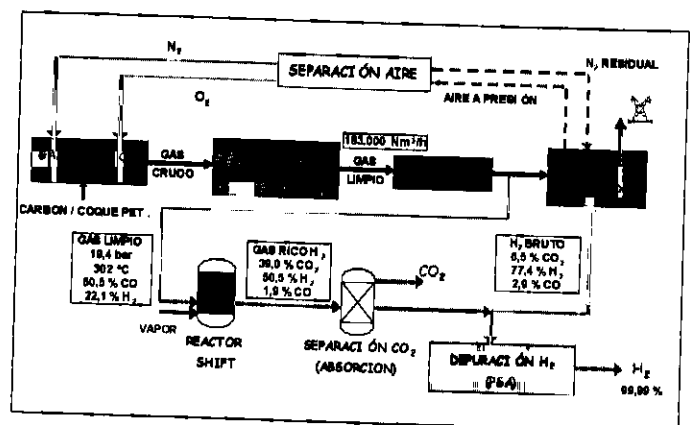 N₂
SEPARACIÓN AIRE
N₂ RESIDUAL
O₂
AIRE A PRESIÓN
GAS
CRUDO
183.000 Nm³/h
GAS
LIMPIO
CARBON / COQUE PET.
GAS LIMPIO
19,4 bar
302 ºC
60,5 % CO
22,1 % H₂
VAPOR
REACTOR
SHIFT
GAS RICO H₂
39,0 % CO₂
50,5 % H₂
1,9 % CO
SEPARACIÓN CO₂
(ABSORCION)
CO₂
H₂ BRUTO
6,5 % CO₂
77,4 % H₂
2,9 % CO
DEPURACIÓN H₂
(PSA)
H₂
99,99 %